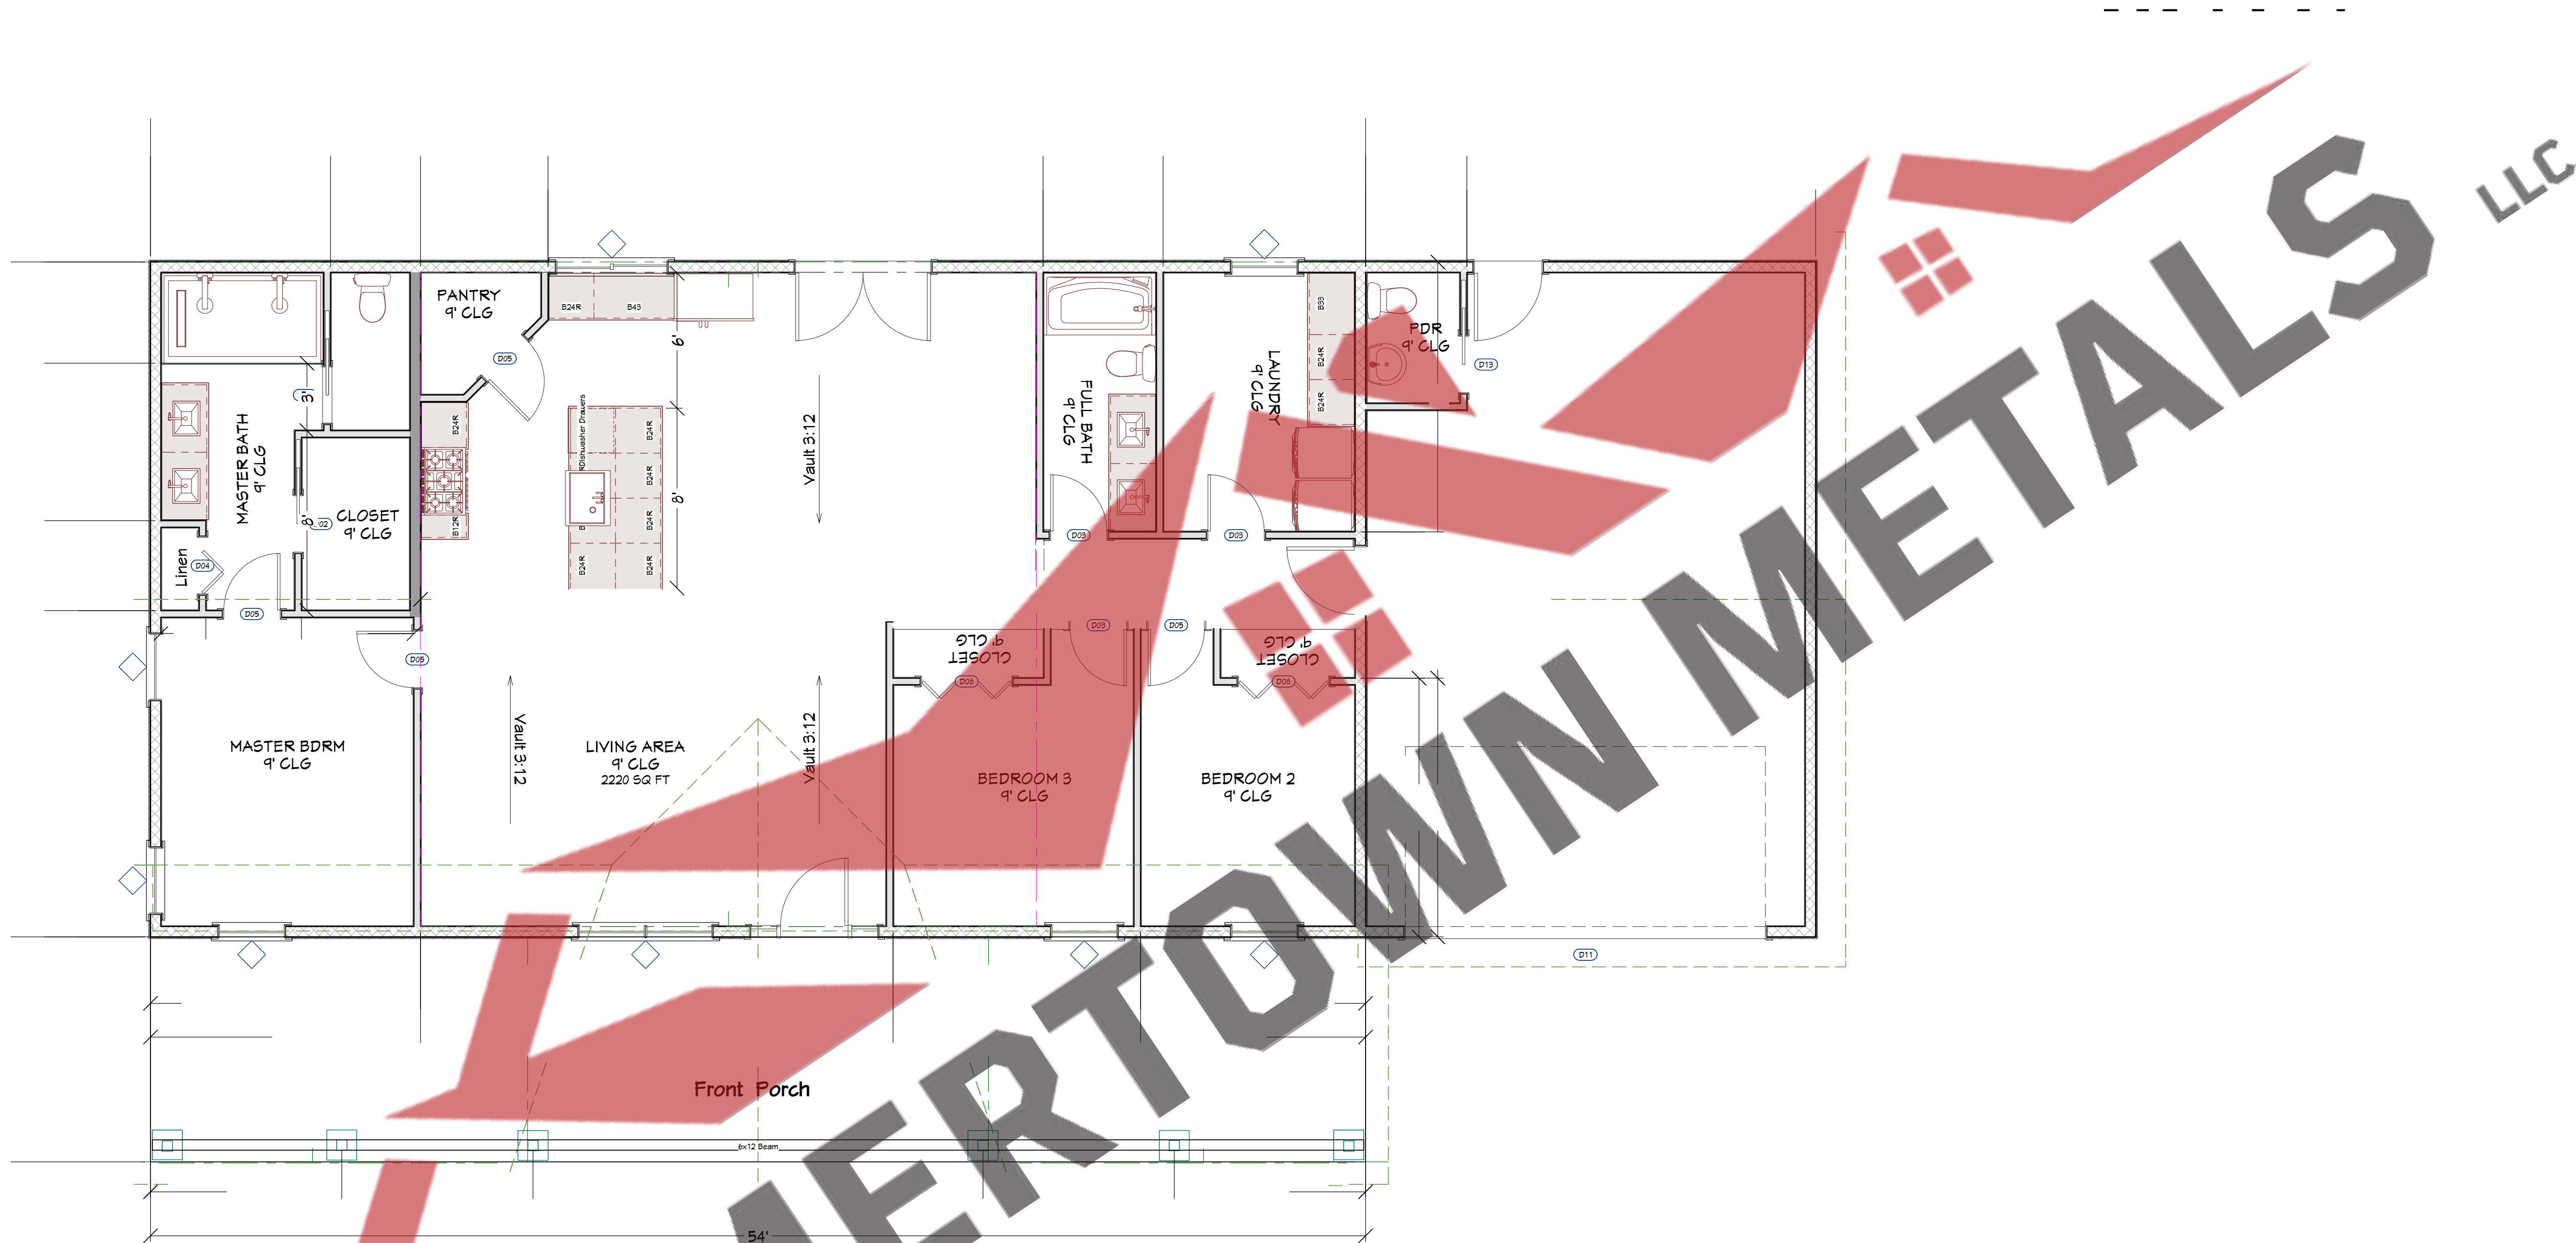 PANTRY
9' CLG
B24R
B43
6'
D05
PDR
9' CLG
D13
B33
B24R
B24R
LAUNDRY
9' CLG
FULL BATH
9' CLG
3'
MASTER BATH
9' CLG
B24R
B12R
Dishwasher Drawers
B24R
B24R
B24R
B24R
B24R
8'
Vault 3:12
CLOSET
9' CLG
8'
Linen
D04
D05
D03
D03
D03
D05
CLOSET
9' CLG
CLOSET
9' CLG
D05
D06
D06
MASTER BDRM
9' CLG
Vault 3:12
LIVING AREA
9' CLG
2220 SQ FT
Vault 3:12
BEDROOM 3
9' CLG
BEDROOM 2
9' CLG
D11
Front Porch
6x12 Beam
54'
MERTOWN METALS LLC